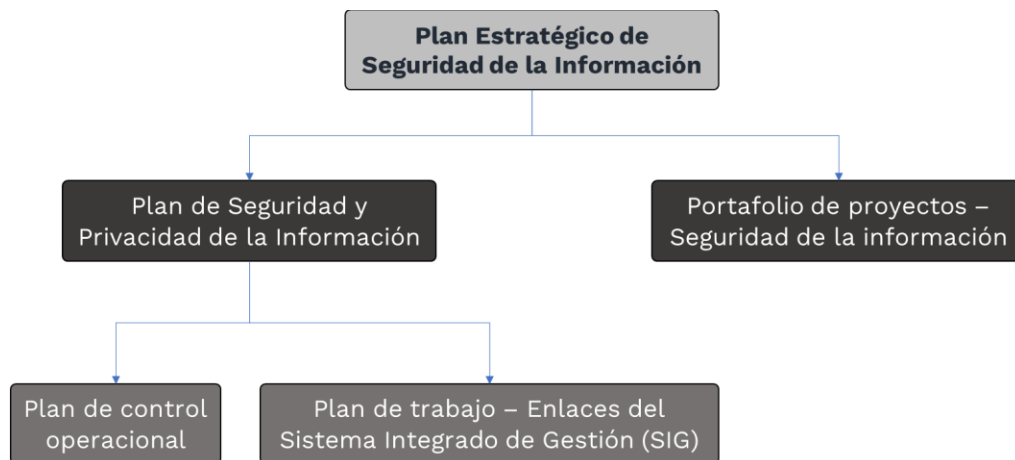 Plan Estratégico de
Seguridad de la Información
Plan de Seguridad y
Privacidad de la Información
Portafolio de proyectos –
Seguridad de la información
Plan de control
operacional
Plan de trabajo – Enlaces del
Sistema Integrado de Gestión (SIG)